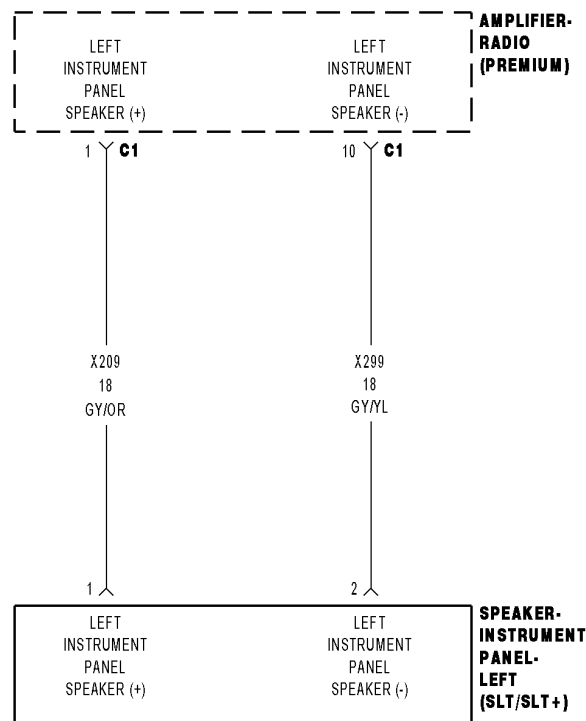 AMPLIFIER-
RADIO
(PREMIUM)
LEFT
INSTRUMENT
PANEL
SPEAKER (+)
LEFT
INSTRUMENT
PANEL
SPEAKER (-)
1 C1
10 C1
X209
18
GY/OR
X299
18
GY/YL
1
2
LEFT
INSTRUMENT
PANEL
SPEAKER (+)
LEFT
INSTRUMENT
PANEL
SPEAKER (-)
SPEAKER-
INSTRUMENT
PANEL-
LEFT
(SLT/SLT+)